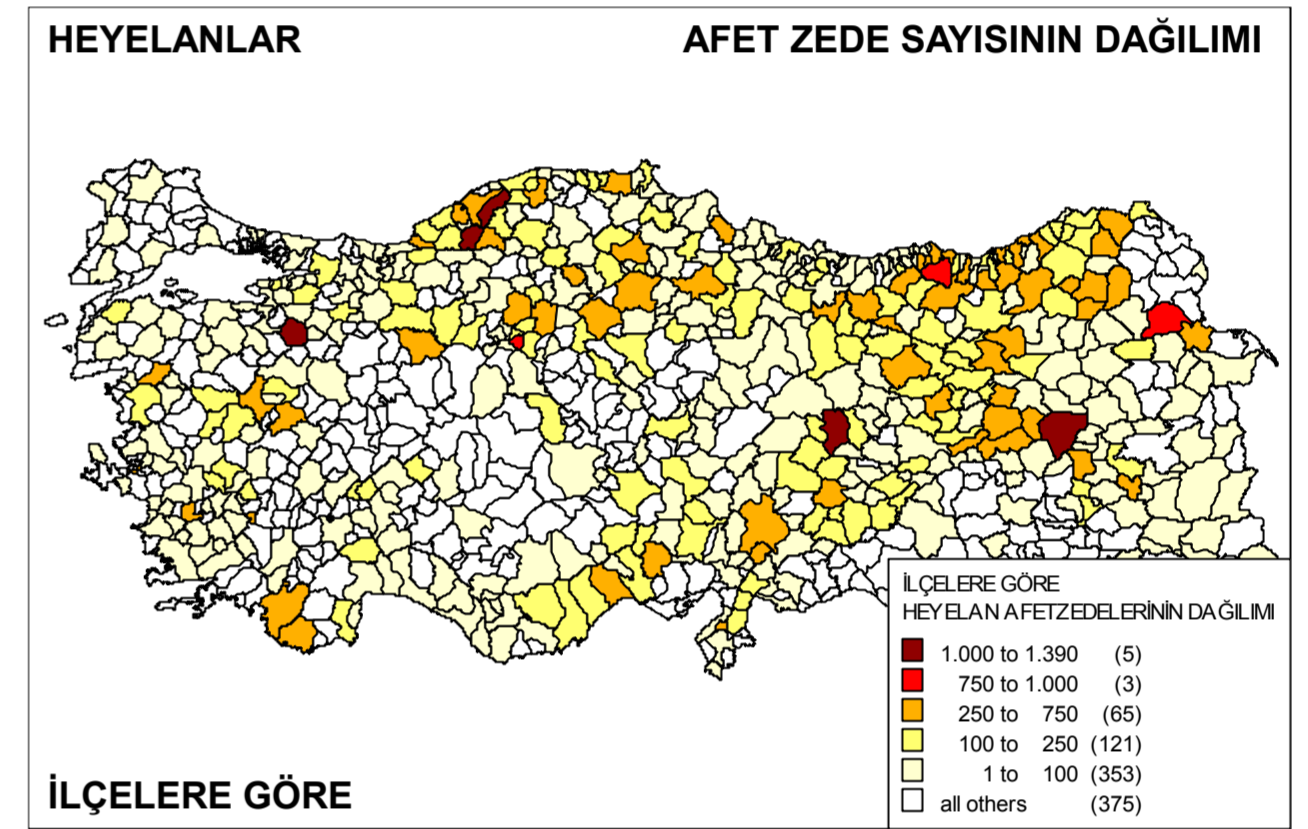 HEYELANLAR
AFET ZEDE SAYISININ DAĞILIMI
İLÇELERE GÖRE
HEYELAN AFETZEDELERİNİN DAĞILIMI
1.000 to 1.390 (5)
750 to 1.000 (3)
250 to 750 (65)
100 to 250 (121)
1 to 100 (353)
all others (375)
İLÇELERE GÖRE